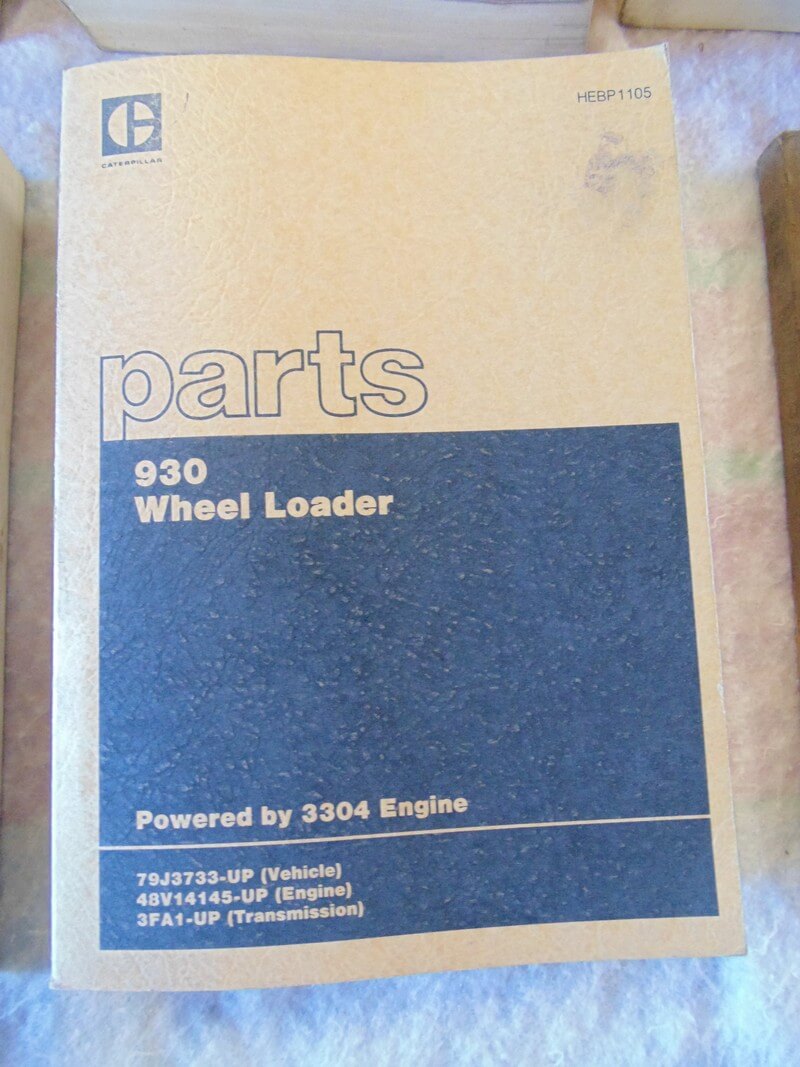 CATERPILLAR
HEBP1105
parts
930
Wheel Loader
Powered by 3304 Engine
79J3733-UP (Vehicle)
48V14145-UP (Engine)
3FA1-UP (Transmission)